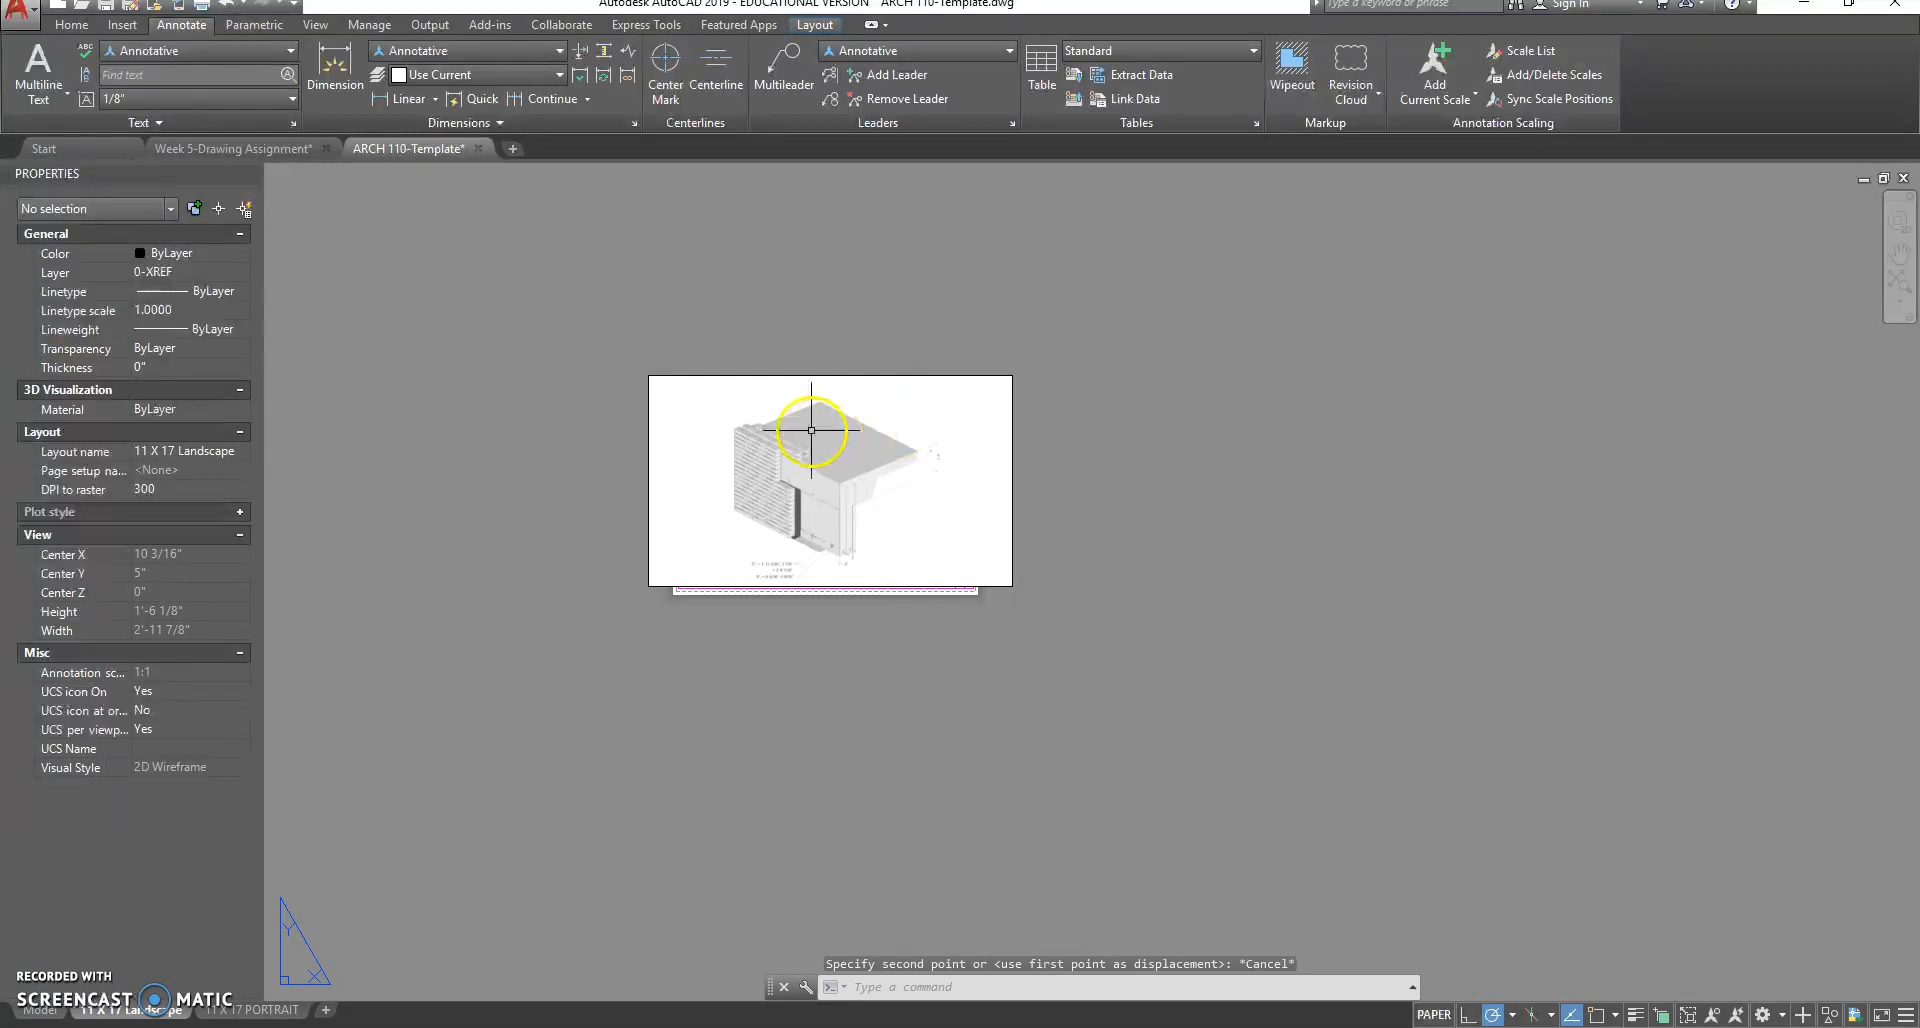 Autodesk AutoCAD 2019 - EDUCATIONAL VERSION ARCH 110-Template.dwg
Type a keyword or phrase
Sign In
Home Insert Annotate Parametric View Manage Output Add-ins Collaborate Express Tools Featured Apps Layout
Multiline Text
Annotative
Find text
1/8"
Text
Dimension
Annotative
Use Current
Linear Quick Continue
Dimensions
Center Mark
Centerline
Centerlines
Multileader
Annotative
Add Leader
Remove Leader
Leaders
Table
Standard
Extract Data
Link Data
Tables
Wipeout
Revision Cloud
Markup
Add Current Scale
Scale List
Add/Delete Scales
Sync Scale Positions
Annotation Scaling
Start
Week 5-Drawing Assignment*
ARCH 110-Template*
PROPERTIES
No selection
General
Color ByLayer
Layer 0-XREF
Linetype ByLayer
Linetype scale 1.0000
Lineweight ByLayer
Transparency ByLayer
Thickness 0"
3D Visualization
Material ByLayer
Layout
Layout name 11 X 17 Landscape
Page setup na... <None>
DPI to raster 300
Plot style
View
Center X 10 3/16"
Center Y 5"
Center Z 0"
Height 1'-6 1/8"
Width 2'-11 7/8"
Misc
Annotation sc... 1:1
UCS icon On Yes
UCS icon at or... No
UCS per viewp... Yes
UCS Name
Visual Style 2D Wireframe
Y
X
RECORDED WITH
SCREENCAST MATIC
Specify second point or <use first point as displacement>: *Cancel*
Type a command
Model 11 X 17 Landscape 11 X 17 PORTRAIT
PAPER